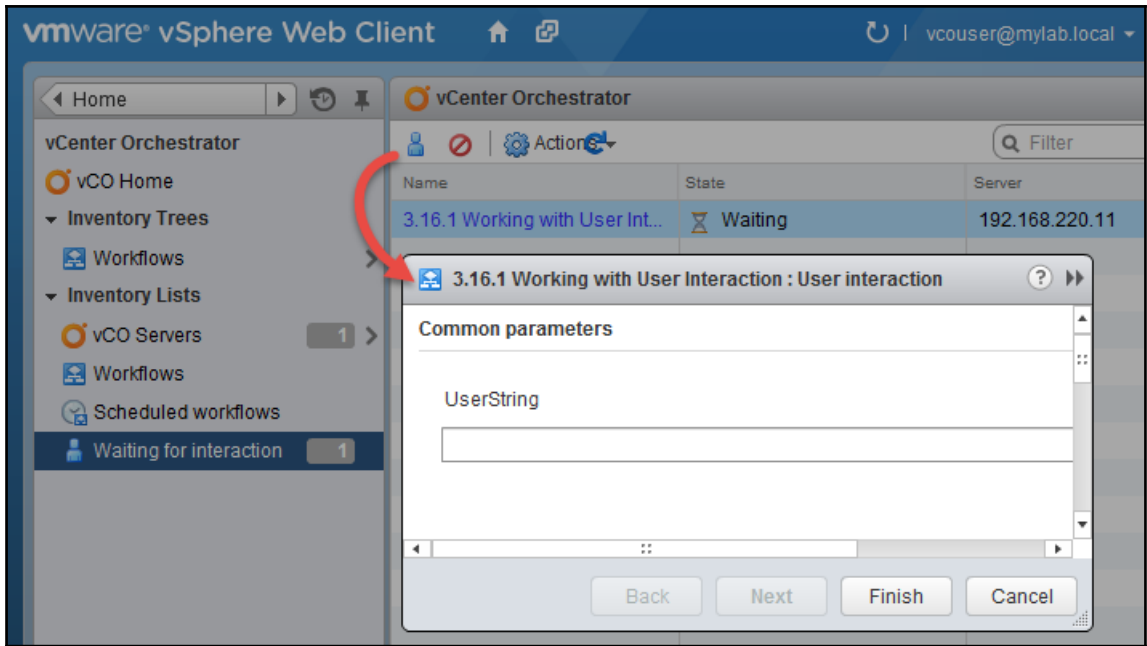 vmware® vSphere Web Client
vcouser@mylab.local
Home
vCenter Orchestrator
vCO Home
Inventory Trees
Workflows
Inventory Lists
vCO Servers 1
Workflows
Scheduled workflows
Waiting for interaction 1
vCenter Orchestrator
Actions
Filter
Name State Server
3.16.1 Working with User Int... Waiting 192.168.220.11
3.16.1 Working with User Interaction : User interaction ?
Common parameters
UserString
Back Next Finish Cancel